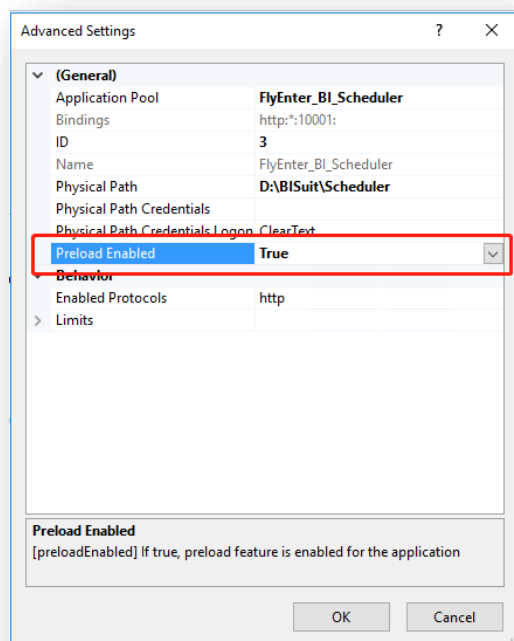 Advanced Settings
(General)
Application Pool FlyEnter_BI_Scheduler
Bindings http:*:10001:
ID 3
Name FlyEnter_BI_Scheduler
Physical Path D:\BISuit\Scheduler
Physical Path Credentials
Physical Path Credentials Logon ClearText
Preload Enabled True
Behavior
Enabled Protocols http
Limits
Preload Enabled
[preloadEnabled] If true, preload feature is enabled for the application
OK Cancel